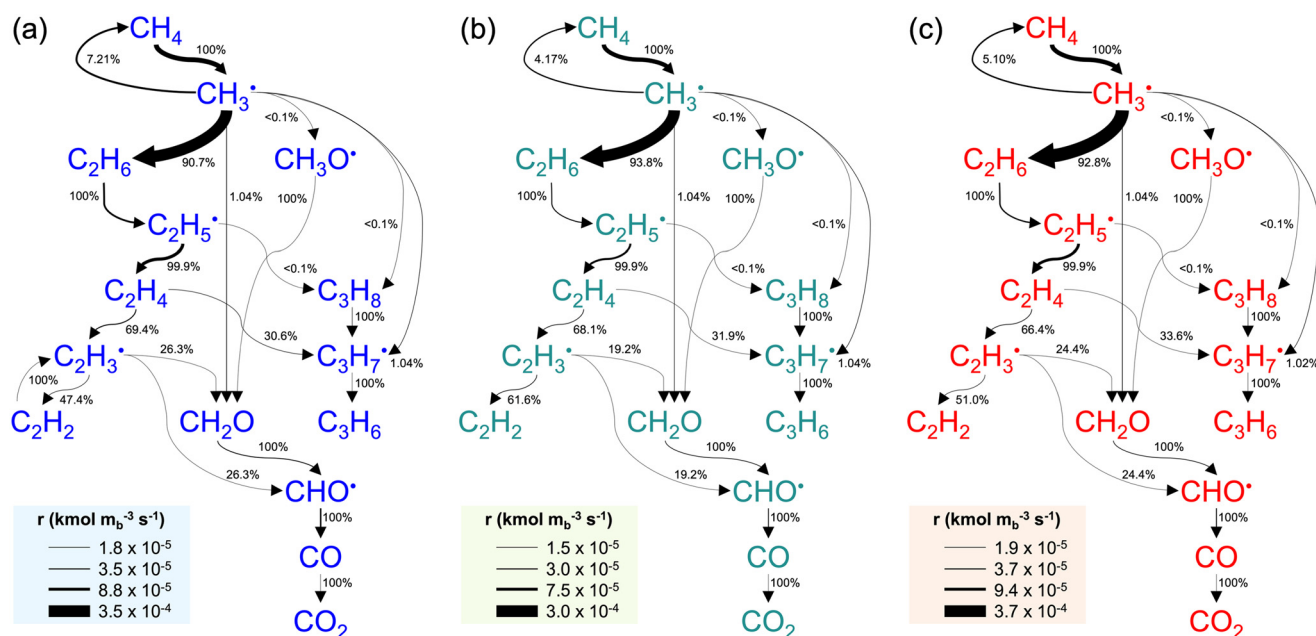 (a)
CH₄
7.21%
100%
CH₃•
<0.1%
90.7%
C₂H₆
CH₃O•
100%
1.04%
100%
C₂H₅•
<0.1%
99.9%
<0.1%
C₂H₄
C₃H₈
69.4%
30.6%
100%
C₂H₃•
26.3%
C₃H₇•
1.04%
100%
47.4%
100%
C₂H₂
CH₂O
C₃H₆
100%
26.3%
CHO•
r (kmol m_b⁻³ s⁻¹)
100%
1.8 x 10⁻⁵
3.5 x 10⁻⁵
CO
8.8 x 10⁻⁵
100%
3.5 x 10⁻⁴
CO₂
(b)
CH₄
4.17%
100%
CH₃•
<0.1%
93.8%
C₂H₆
CH₃O•
100%
1.04%
100%
C₂H₅•
<0.1%
99.9%
<0.1%
C₂H₄
C₃H₈
68.1%
31.9%
100%
C₂H₃•
19.2%
C₃H₇•
1.04%
61.6%
100%
C₂H₂
CH₂O
C₃H₆
100%
19.2%
CHO•
r (kmol m_b⁻³ s⁻¹)
100%
1.5 x 10⁻⁵
3.0 x 10⁻⁵
CO
7.5 x 10⁻⁵
100%
3.0 x 10⁻⁴
CO₂
(c)
CH₄
5.10%
100%
CH₃•
<0.1%
92.8%
C₂H₆
CH₃O•
100%
1.04%
100%
C₂H₅•
<0.1%
99.9%
<0.1%
C₂H₄
C₃H₈
66.4%
33.6%
100%
C₂H₃•
24.4%
C₃H₇•
1.02%
51.0%
100%
C₂H₂
CH₂O
C₃H₆
100%
24.4%
CHO•
r (kmol m_b⁻³ s⁻¹)
100%
1.9 x 10⁻⁵
3.7 x 10⁻⁵
CO
9.4 x 10⁻⁵
100%
3.7 x 10⁻⁴
CO₂